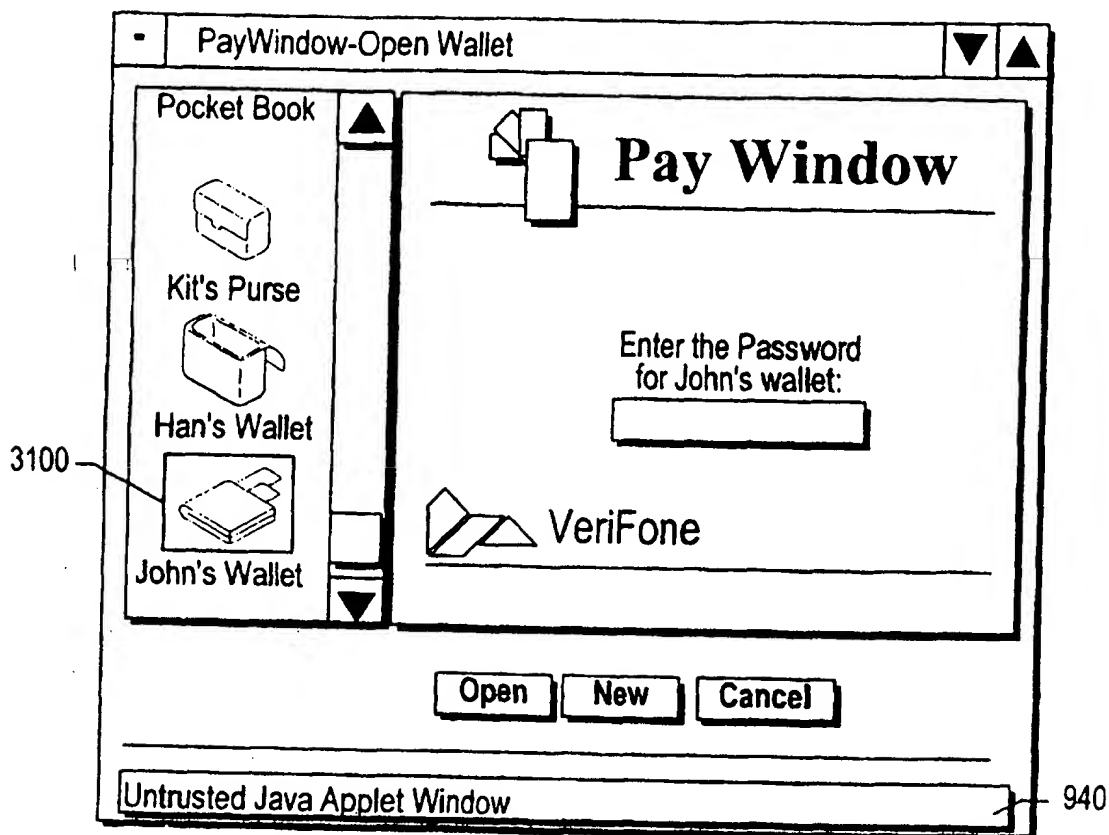 PayWindow-Open Wallet
Pocket Book
Kit's Purse
Han's Wallet
3100
John's Wallet
Pay Window
Enter the Password
for John's wallet:
VeriFone
Open New Cancel
Untrusted Java Applet Window
940